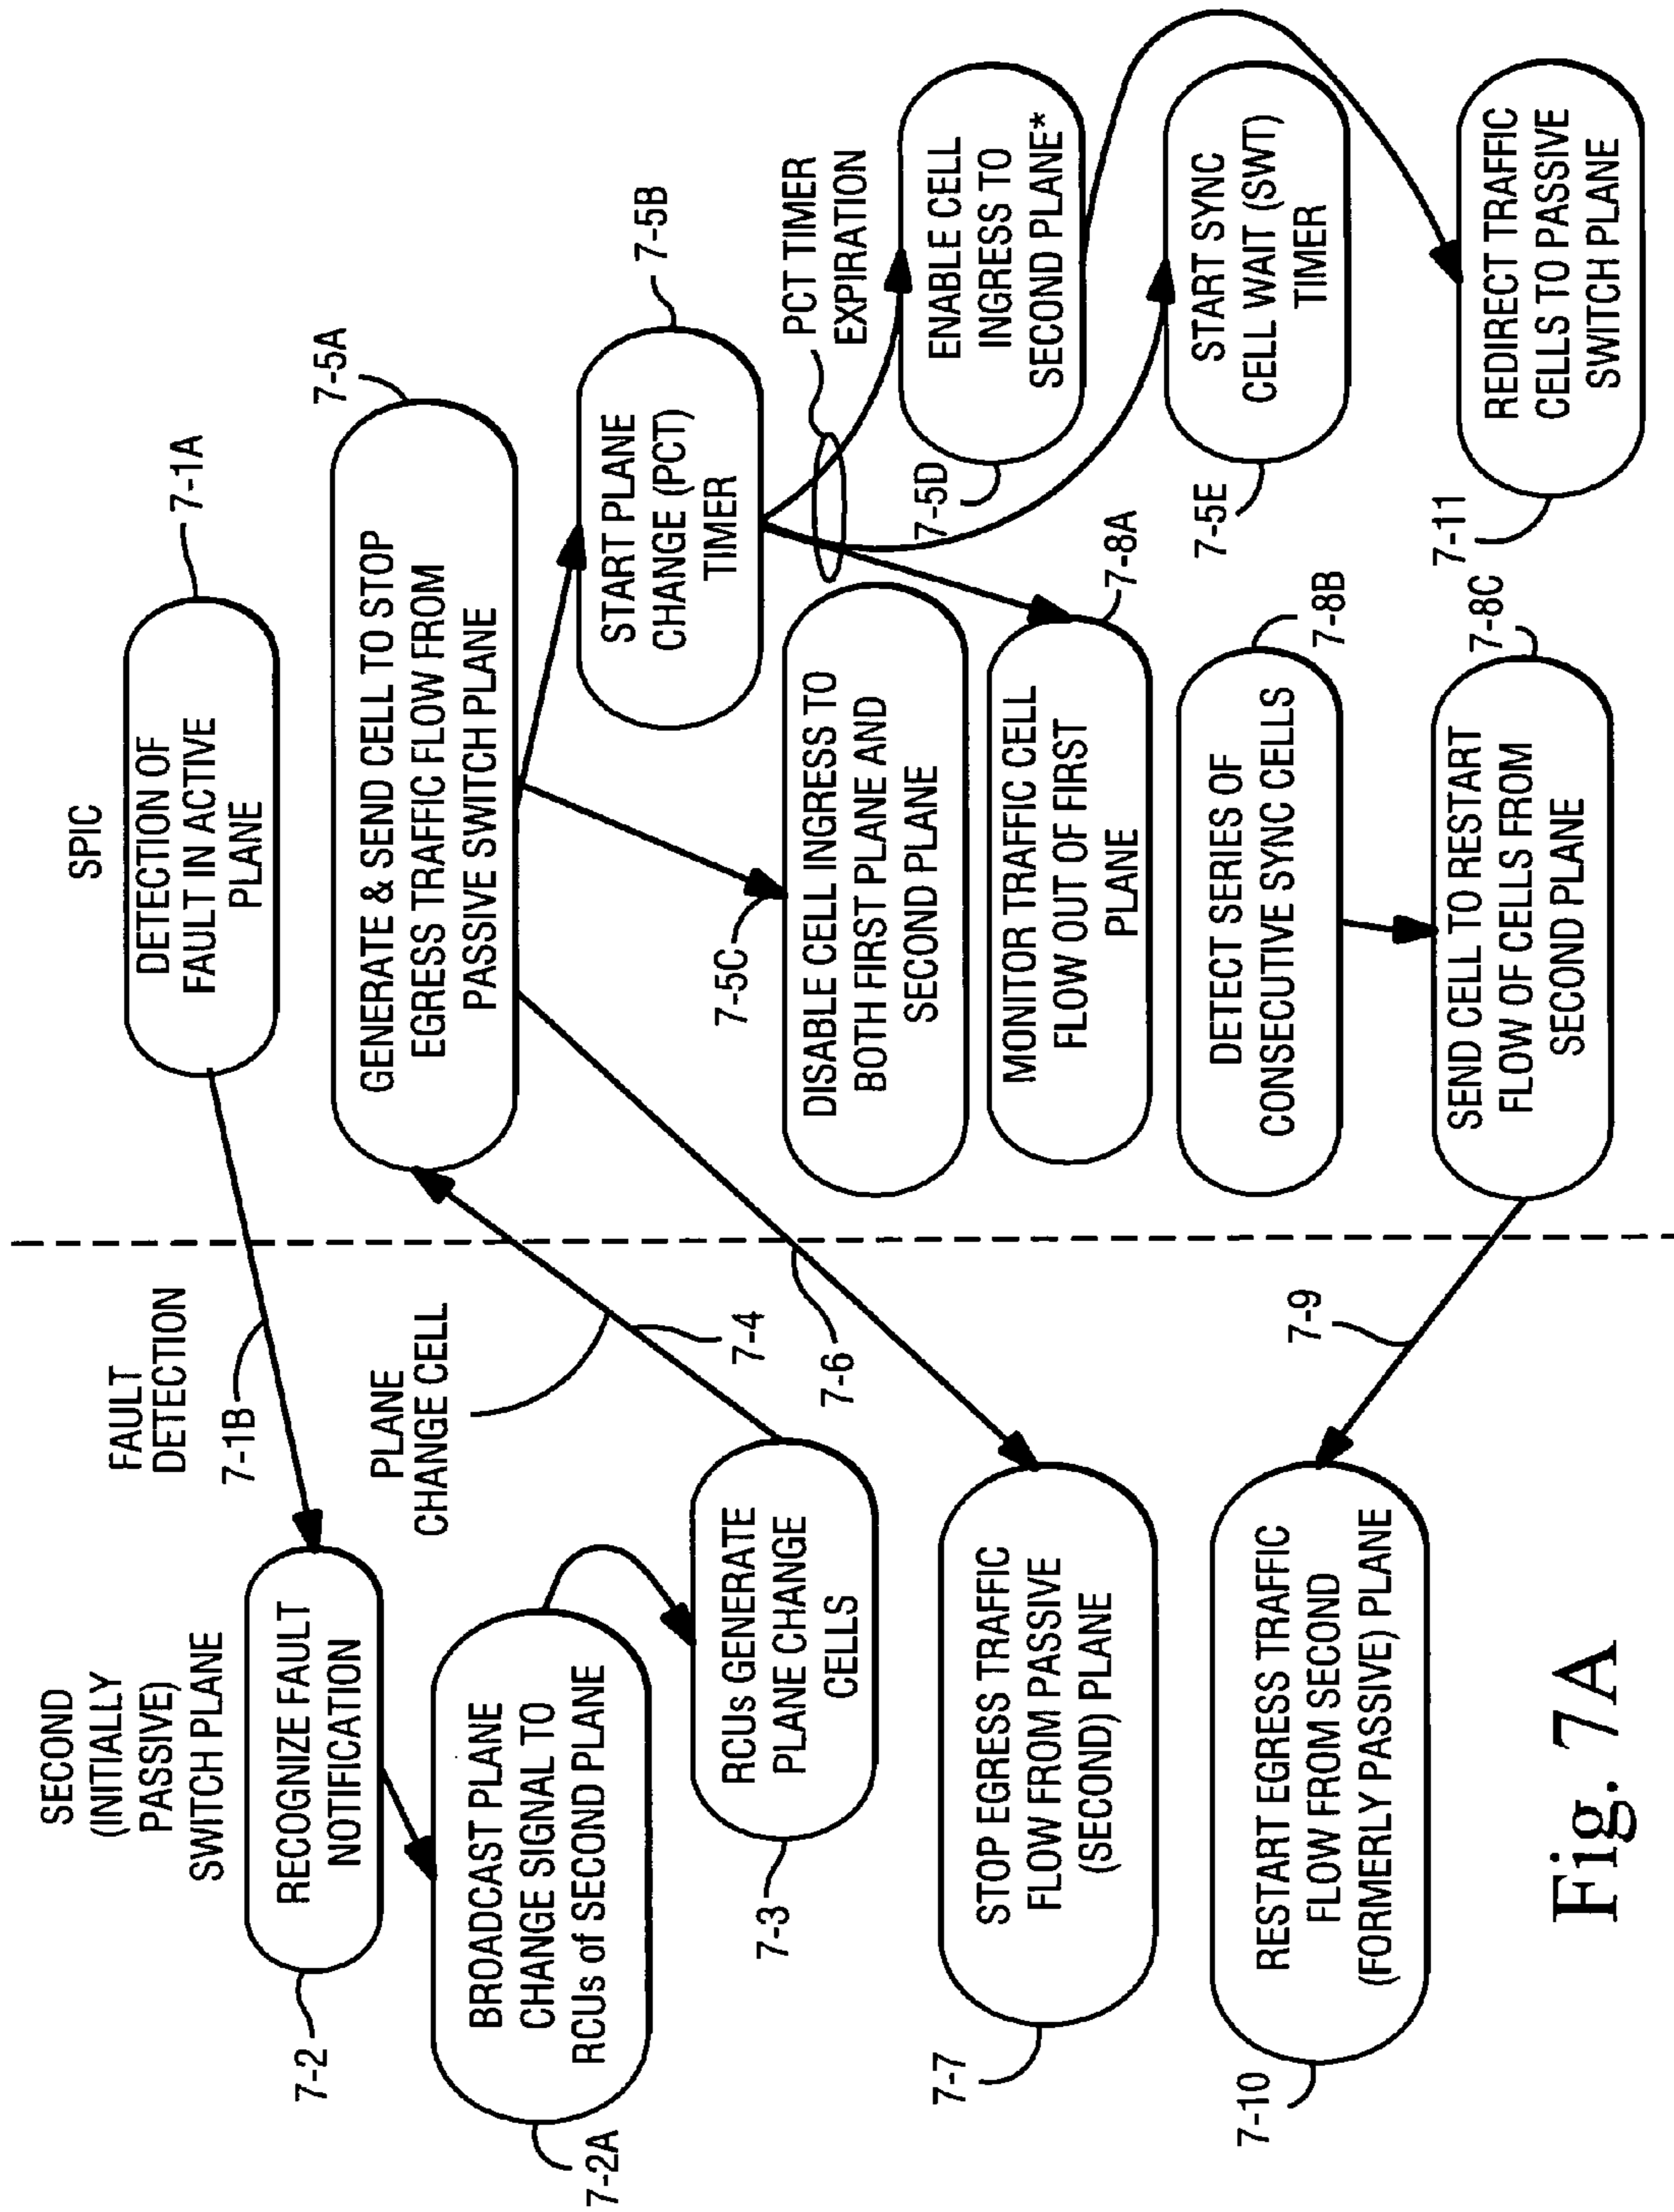 SECOND
(INITIALLY
PASSIVE)
SWITCH PLANE
FAULT
DETECTION
7-1B
SPIC
DETECTION OF
FAULT IN ACTIVE
PLANE
7-1A
7-2
RECOGNIZE FAULT
NOTIFICATION
PLANE
CHANGE CELL
7-4
7-2A
BROADCAST PLANE
CHANGE SIGNAL TO
RCUs of SECOND PLANE
7-3
RCUs GENERATE
PLANE CHANGE
CELLS
GENERATE & SEND CELL TO STOP
EGRESS TRAFFIC FLOW FROM
PASSIVE SWITCH PLANE
7-5A
START PLANE
CHANGE (PCT)
TIMER
7-5B
7-5C
DISABLE CELL INGRESS TO
BOTH FIRST PLANE AND
SECOND PLANE
PCT TIMER
EXPIRATION
7-6
7-7
STOP EGRESS TRAFFIC
FLOW FROM PASSIVE
(SECOND) PLANE
7-5D
ENABLE CELL
INGRESS TO
SECOND PLANE*
MONITOR TRAFFIC CELL
FLOW OUT OF FIRST
PLANE
7-8A
7-5E
START SYNC
CELL WAIT (SWT)
TIMER
DETECT SERIES OF
CONSECUTIVE SYNC CELLS
7-8B
7-9
7-10
RESTART EGRESS TRAFFIC
FLOW FROM SECOND
(FORMERLY PASSIVE) PLANE
SEND CELL TO RESTART
FLOW OF CELLS FROM
SECOND PLANE
7-8C
7-11
REDIRECT TRAFFIC
CELLS TO PASSIVE
SWITCH PLANE
Fig. 7A